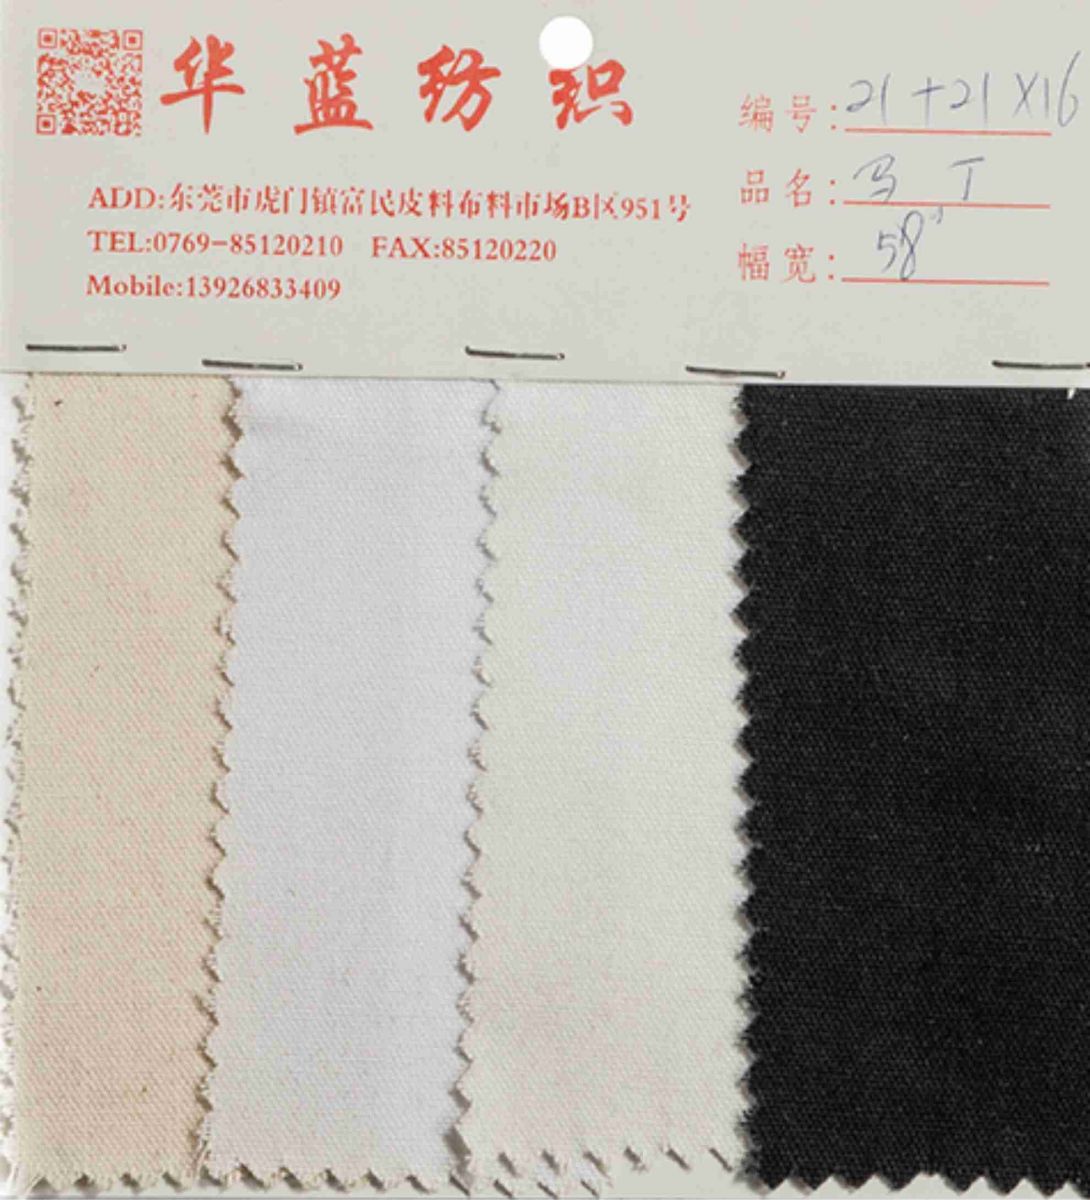 华蓝纺织
ADD:东莞市虎门镇富民皮料布料市场B区951号
TEL:0769-85120210 FAX:85120220
Mobile:13926833409
编号:21+21X16
品名:马丁
幅宽:58"